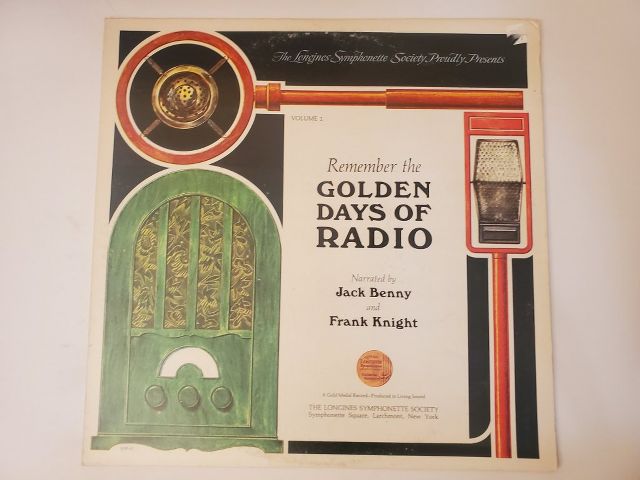 The Longines Symphonette Society Proudly Presents
VOLUME
Remember the
GOLDEN
DAYS OF
RADIO
Narrated by
Jack Benny
and
Frank Knight
A Gold Medal Record—Produced in Living Sound
THE LONGINES SYMPHONETTE SOCIETY
Symphonette Square, Larchmont, New York